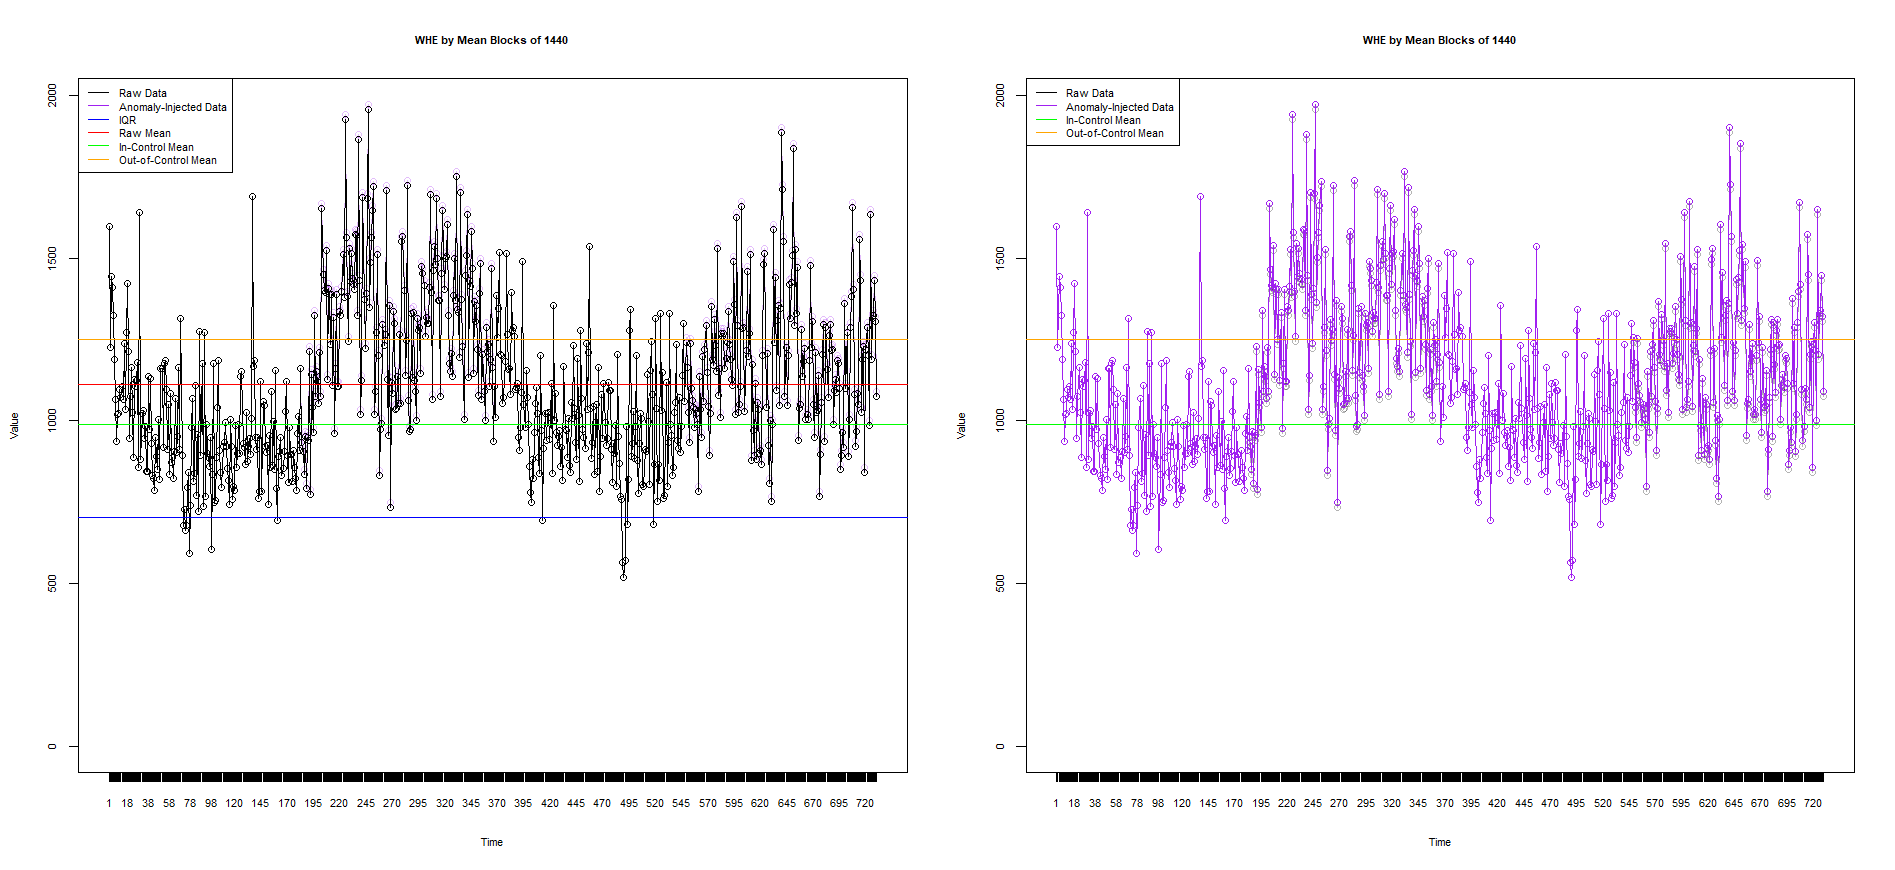 WHE by Mean Blocks of 1440
Raw Data
Anomaly-Injected Data
IQR
Raw Mean
In-Control Mean
Out-of-Control Mean
2000
1500
1000
500
0
Value
1 18 38 58 78 98 120 145 170 195 220 245 270 295 320 345 370 395 420 445 470 495 520 545 570 595 620 645 670 695 720
Time
WHE by Mean Blocks of 1440
Raw Data
Anomaly-Injected Data
In-Control Mean
Out-of-Control Mean
2000
1500
1000
500
0
Value
1 18 38 58 78 98 120 145 170 195 220 245 270 295 320 345 370 395 420 445 470 495 520 545 570 595 620 645 670 695 720
Time